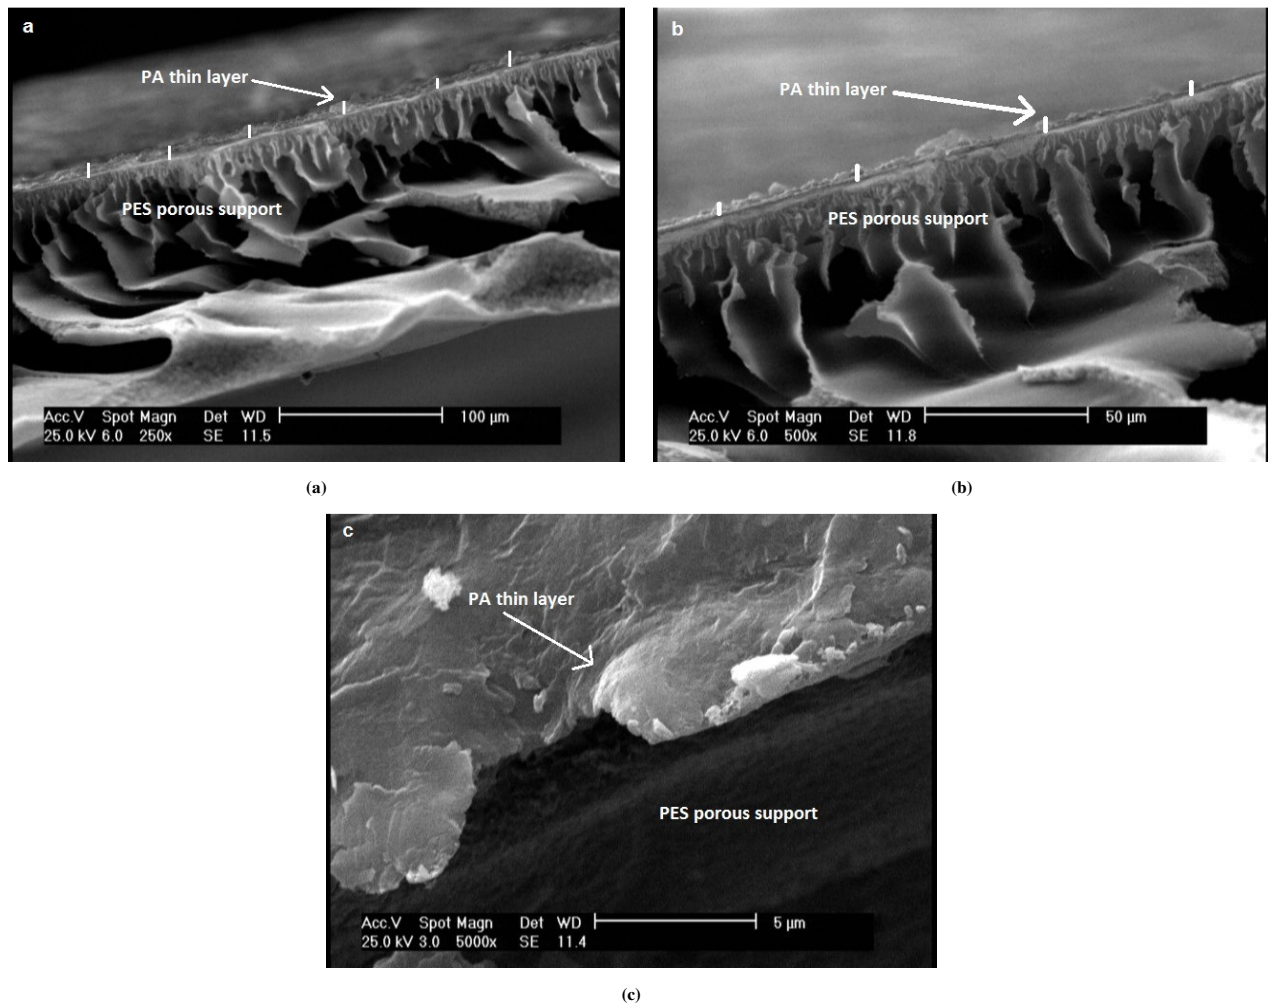 a
PA thin layer
PES porous support
Acc.V Spot Magn Det WD 100 µm
25.0 kV 6.0 250x SE 11.5
(a)
b
PA thin layer
PES porous support
Acc.V Spot Magn Det WD 50 µm
25.0 kV 6.0 500x SE 11.8
(b)
c
PA thin layer
PES porous support
Acc.V Spot Magn Det WD 5 µm
25.0 kV 3.0 5000x SE 11.4
(c)